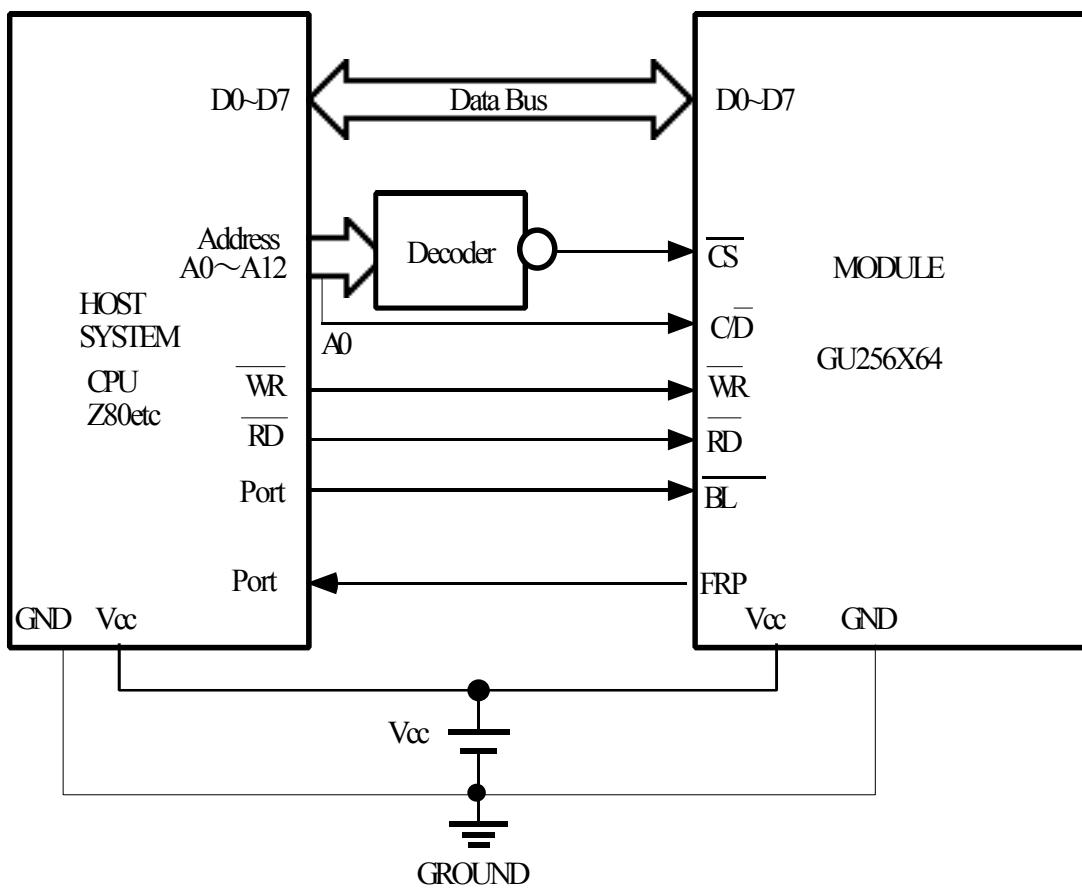 D0~D7
Data Bus
D0~D7
Address
A0~A12
Decoder
CS
MODULE
HOST
SYSTEM
A0
C/D
GU256X64
CPU
Z80etc
WR
WR
RD
RD
Port
BL
Port
FRP
GND
Vcc
Vcc
GND
Vcc
GROUND